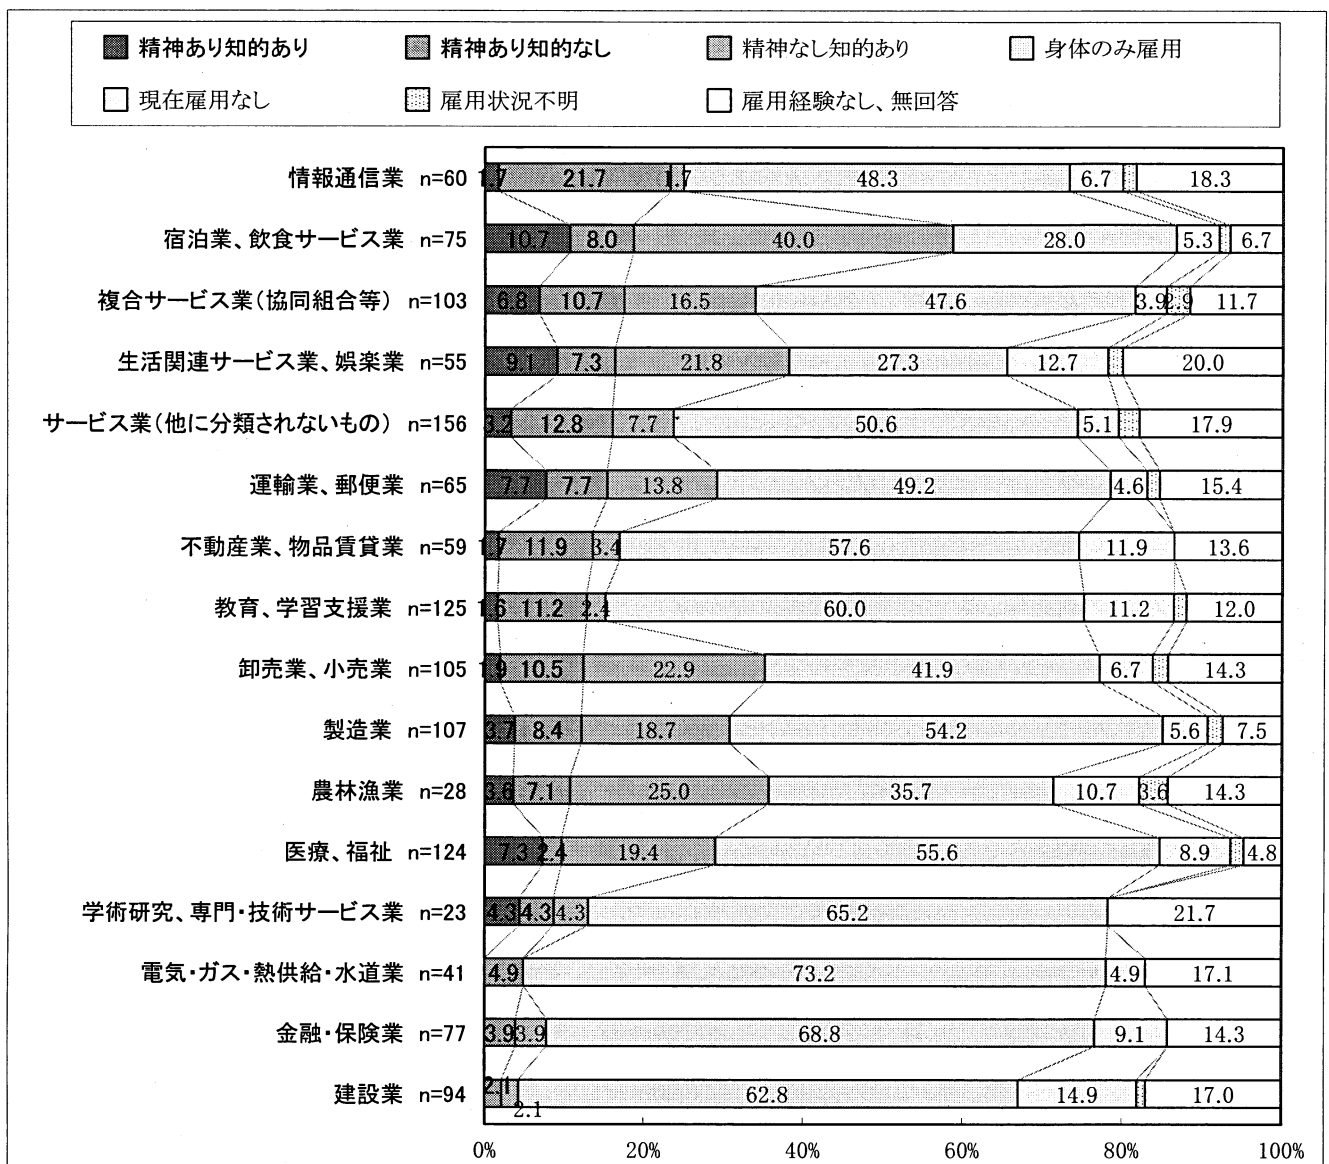 精神あり知的あり 精神あり知的なし 精神なし知的あり 身体のみ雇用
現在雇用なし 雇用状況不明 雇用経験なし、無回答
情報通信業 n=60 1.7 21.7 1.7 48.3 6.7 18.3
宿泊業、飲食サービス業 n=75 10.7 8.0 40.0 28.0 5.3 6.7
複合サービス業(協同組合等) n=103 6.8 10.7 16.5 47.6 3.9 2.9 11.7
生活関連サービス業、娯楽業 n=55 9.1 7.3 21.8 27.3 12.7 20.0
サービス業(他に分類されないもの) n=156 3.2 12.8 7.7 50.6 5.1 17.9
運輸業、郵便業 n=65 7.7 7.7 13.8 49.2 4.6 15.4
不動産業、物品賃貸業 n=59 1.7 11.9 3.4 57.6 11.9 13.6
教育、学習支援業 n=125 1.6 11.2 2.4 60.0 11.2 12.0
卸売業、小売業 n=105 1.9 10.5 22.9 41.9 6.7 14.3
製造業 n=107 3.7 8.4 18.7 54.2 5.6 7.5
農林漁業 n=28 3.6 7.1 25.0 35.7 10.7 3.6 14.3
医療、福祉 n=124 7.3 2.4 19.4 55.6 8.9 4.8
学術研究、専門・技術サービス業 n=23 4.3 4.3 4.3 65.2 21.7
電気・ガス・熱供給・水道業 n=41 4.9 73.2 4.9 17.1
金融・保険業 n=77 3.9 3.9 68.8 9.1 14.3
建設業 n=94 2.1 62.8 14.9 17.0
2.1
0% 20% 40% 60% 80% 100%